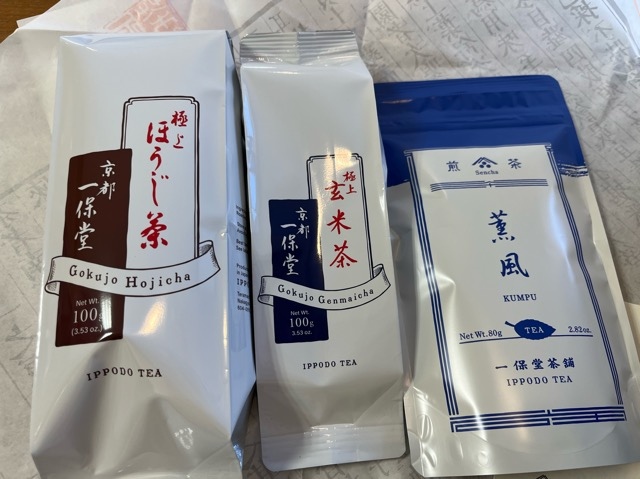 極上
ほうじ茶
京都
一保堂
Gokujo Hojicha
Net Wt.
100g
(3.53 oz.)
IPPODO TEA
極上
玄米茶
京都
一保堂
Gokujo Genmaicha
Net Wt.
100g
3.53 oz.
IPPODO TEA
煎 茶
Sencha
薫風
KUMPU
Net Wt. 80g TEA 2.82oz.
一保堂茶舗
IPPODO TEA